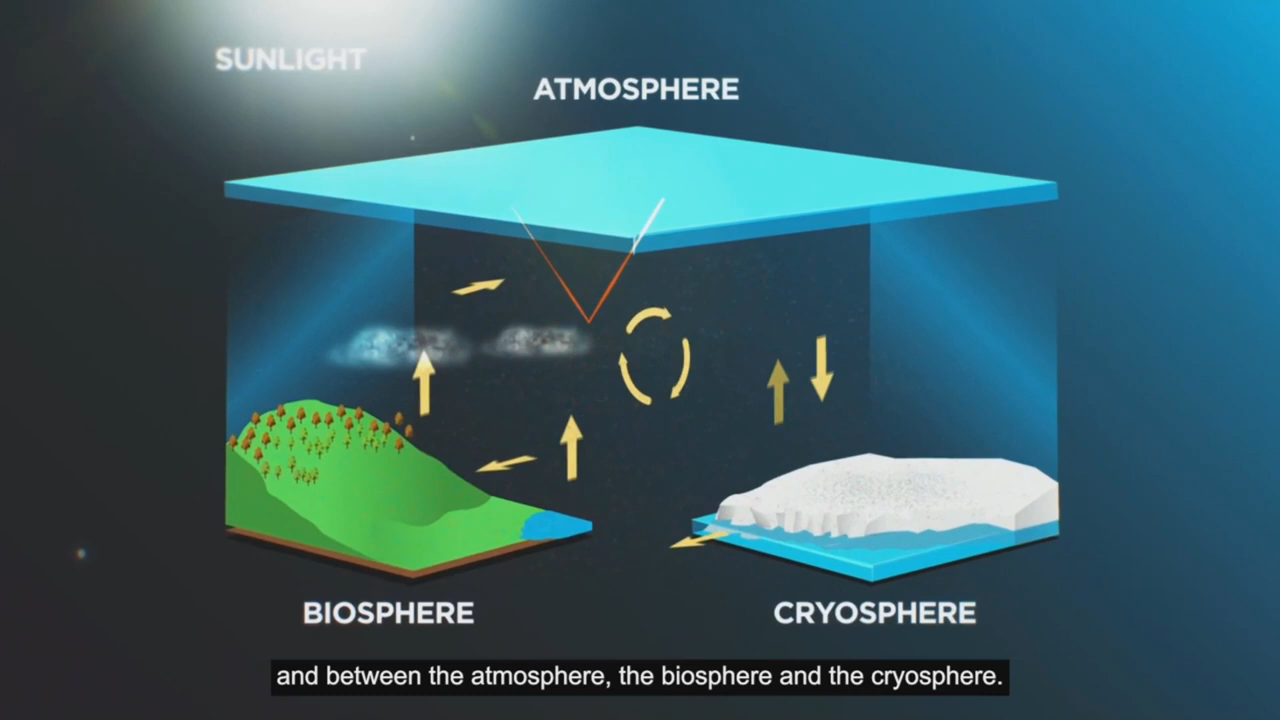 SUNLIGHT
ATMOSPHERE
BIOSPHERE
CRYOSPHERE
and between the atmosphere, the biosphere and the cryosphere.